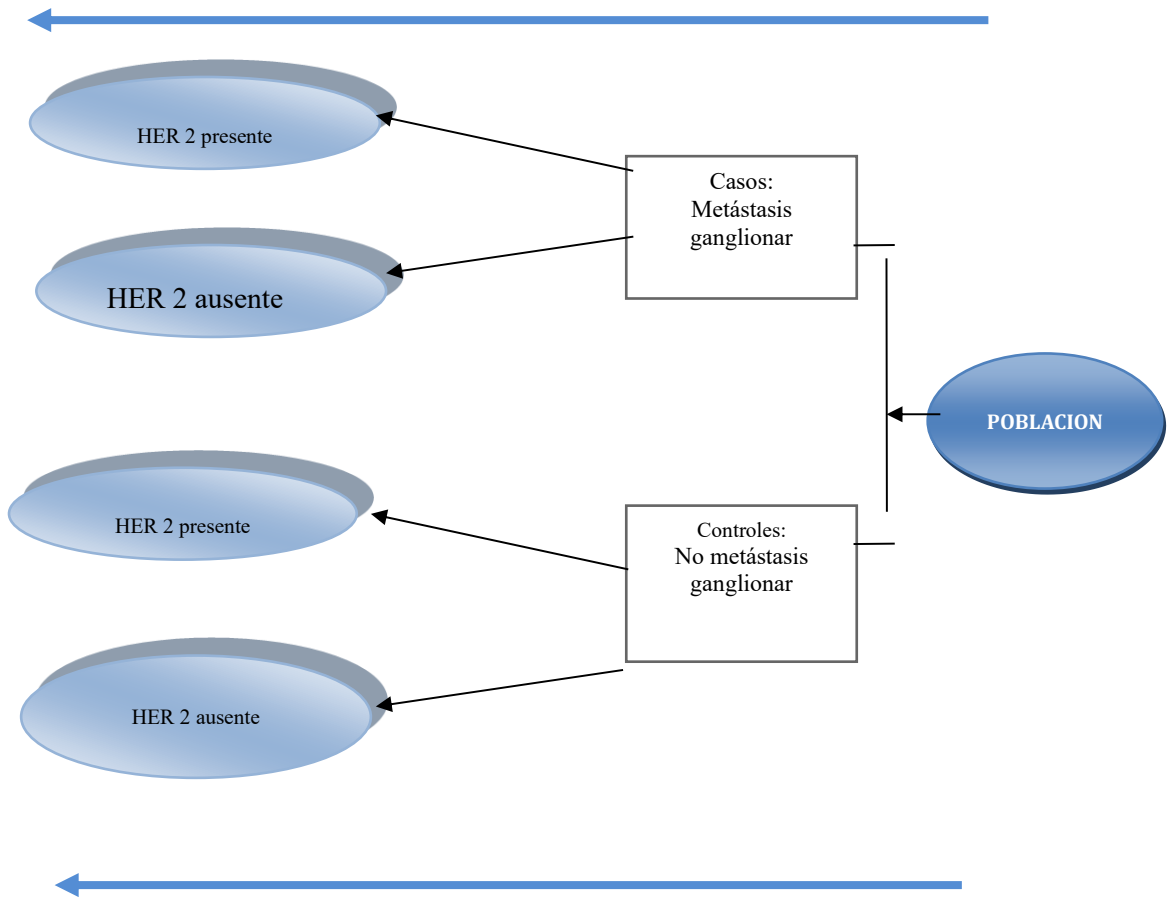 HER 2 presente
Casos:
Metástasis
ganglionar
HER 2 ausente
POBLACION
HER 2 presente
Controles:
No metástasis
ganglionar
HER 2 ausente